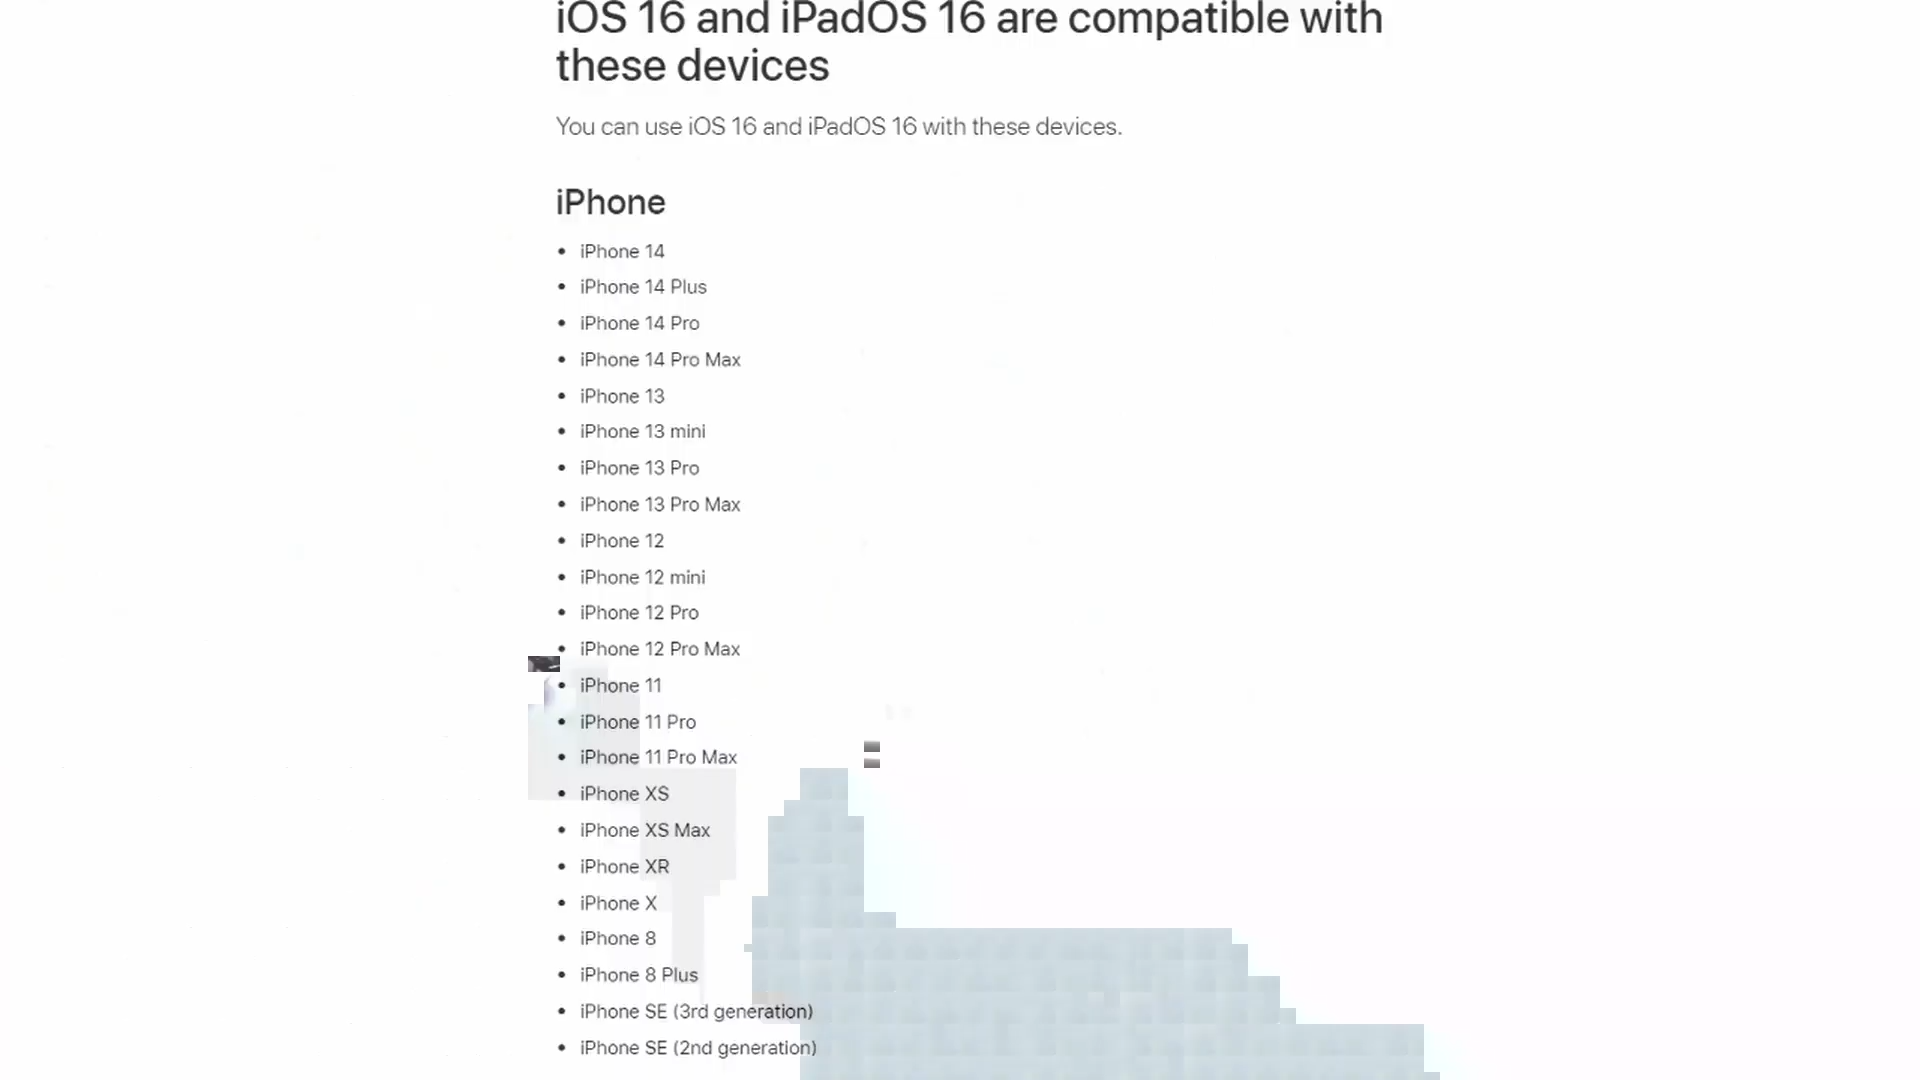 iOS 16 and iPadOS 16 are compatible with
these devices
You can use iOS 16 and iPadOS 16 with these devices.
iPhone
• iPhone 14
• iPhone 14 Plus
• iPhone 14 Pro
• iPhone 14 Pro Max
• iPhone 13
• iPhone 13 mini
• iPhone 13 Pro
• iPhone 13 Pro Max
• iPhone 12
• iPhone 12 mini
• iPhone 12 Pro
• iPhone 12 Pro Max
• iPhone 11
• iPhone 11 Pro
• iPhone 11 Pro Max
• iPhone XS
• iPhone XS Max
• iPhone XR
• iPhone X
• iPhone 8
• iPhone 8 Plus
• iPhone SE (3rd generation)
• iPhone SE (2nd generation)